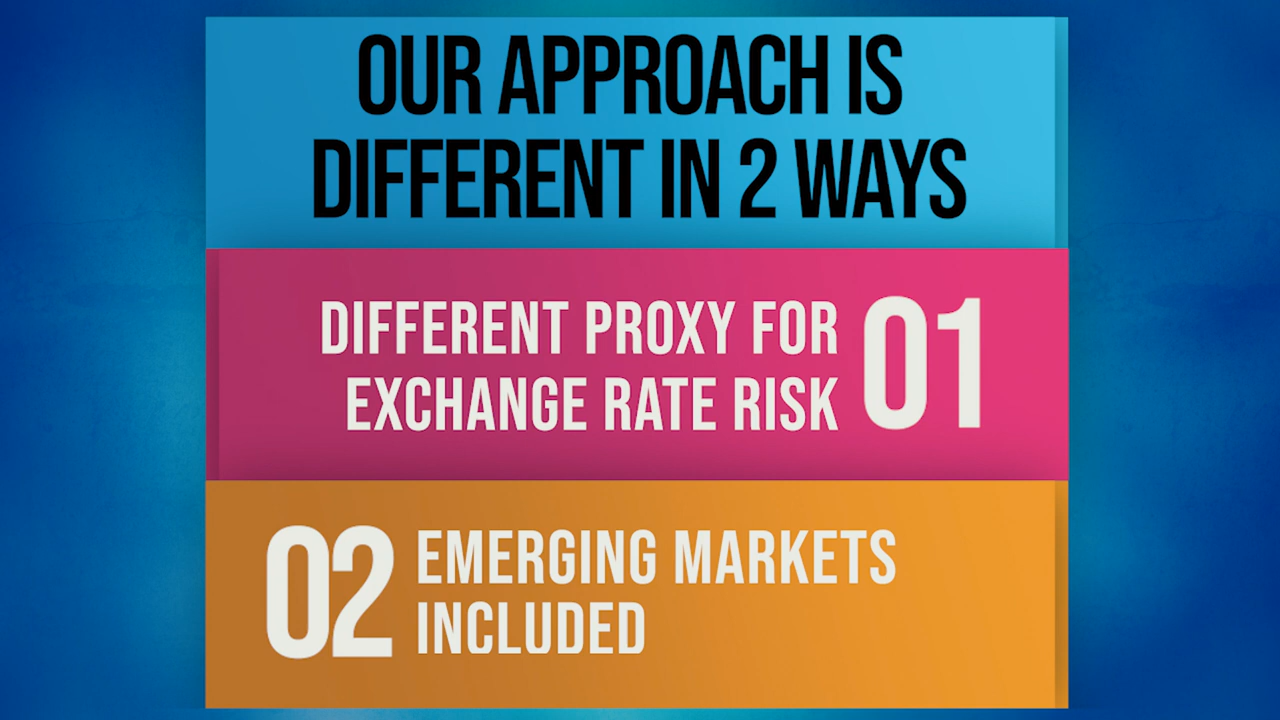 OUR APPROACH IS
DIFFERENT IN 2 WAYS
DIFFERENT PROXY FOR
EXCHANGE RATE RISK
01
02
EMERGING MARKETS
INCLUDED